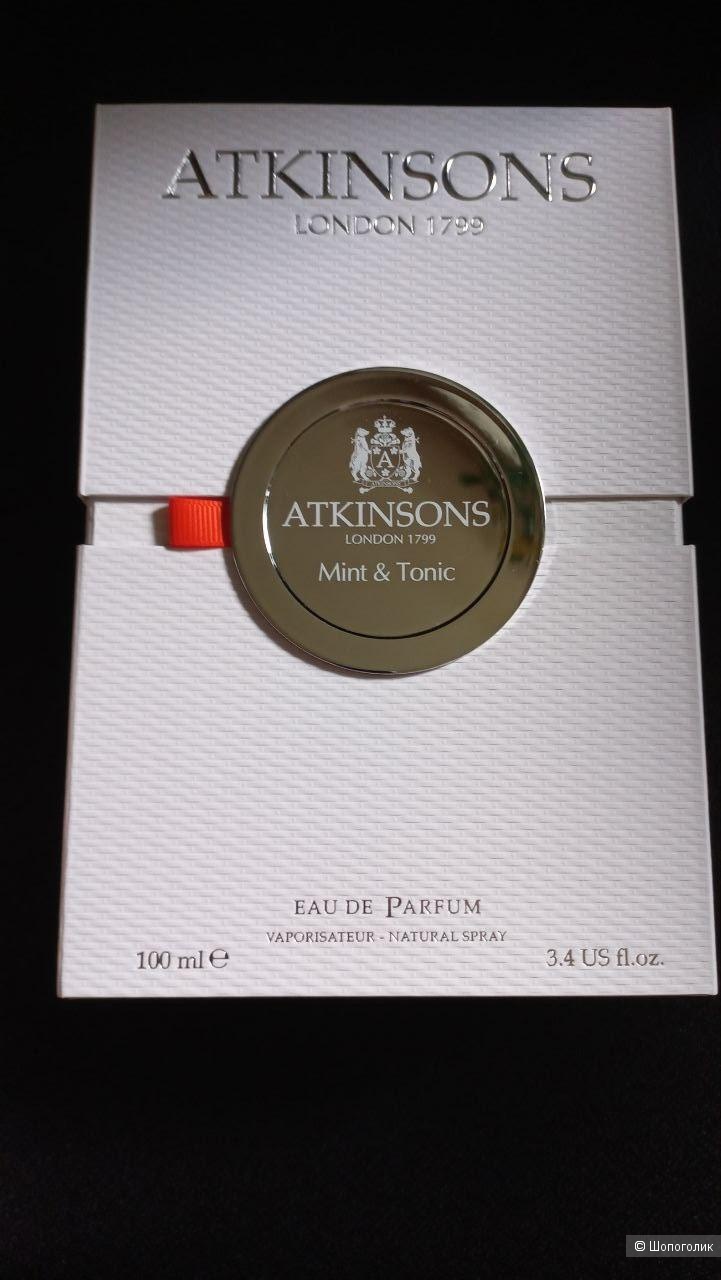 ATKINSONS
LONDON 1799
A
ATKINSONS
ATKINSONS
LONDON 1799
Mint & Tonic
EAU DE PARFUM
VAPORISATEUR - NATURAL SPRAY
100 ml ℮
3.4 US fl.oz.
© Шопоголик